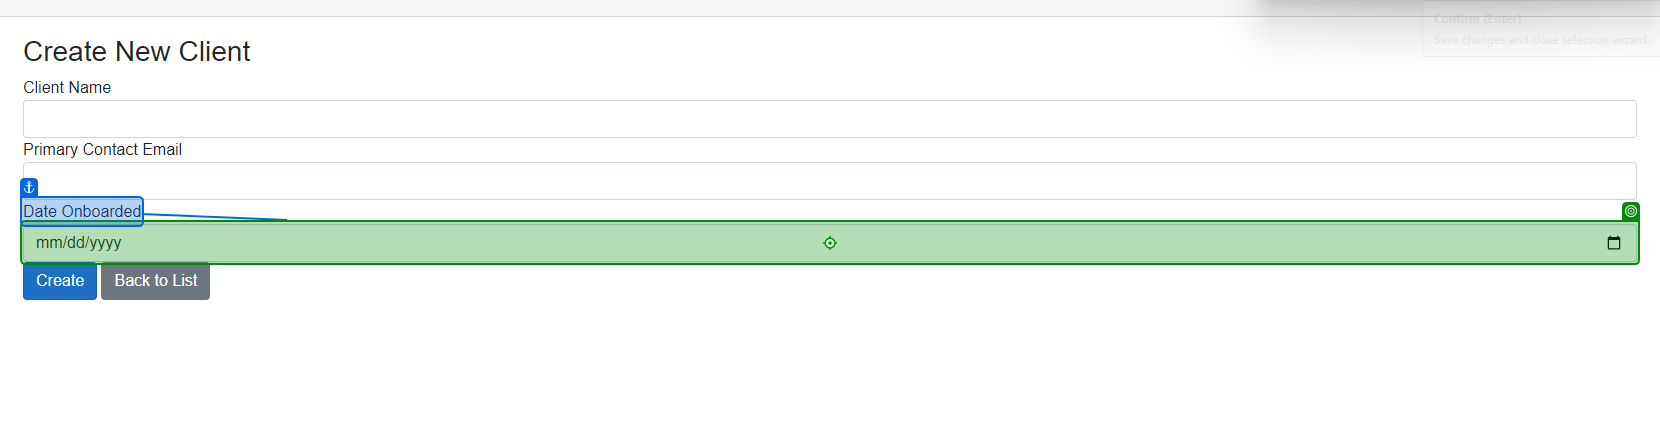 Confirm (Enter)
Save changes and close selection wizard.
Create New Client
Client Name
Primary Contact Email
Date Onboarded
mm/dd/yyyy
Create Back to List